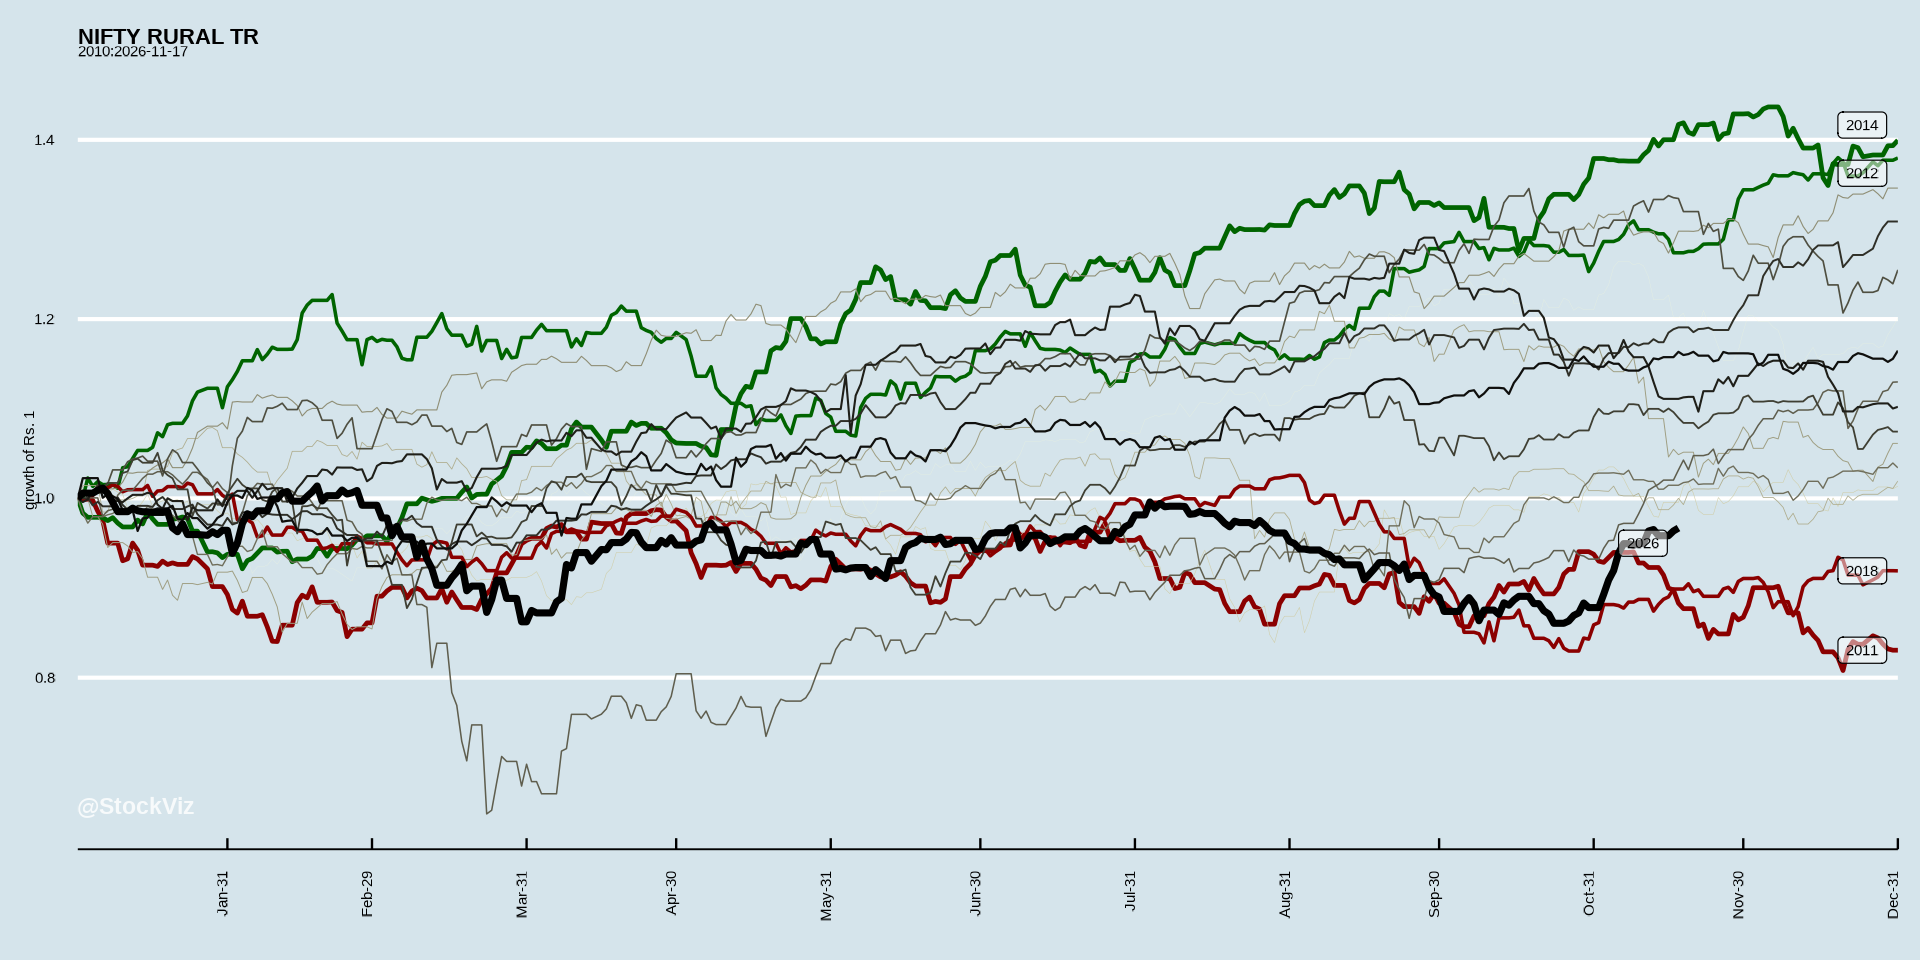 NIFTY RURAL TR
2010:2026-11-17
growth of Rs. 1
1.4
1.2
1.0
0.8
2014
2012
2026
2018
2011
@StockViz
Jan-31
Feb-29
Mar-31
Apr-30
May-31
Jun-30
Jul-31
Aug-31
Sep-30
Oct-31
Nov-30
Dec-31